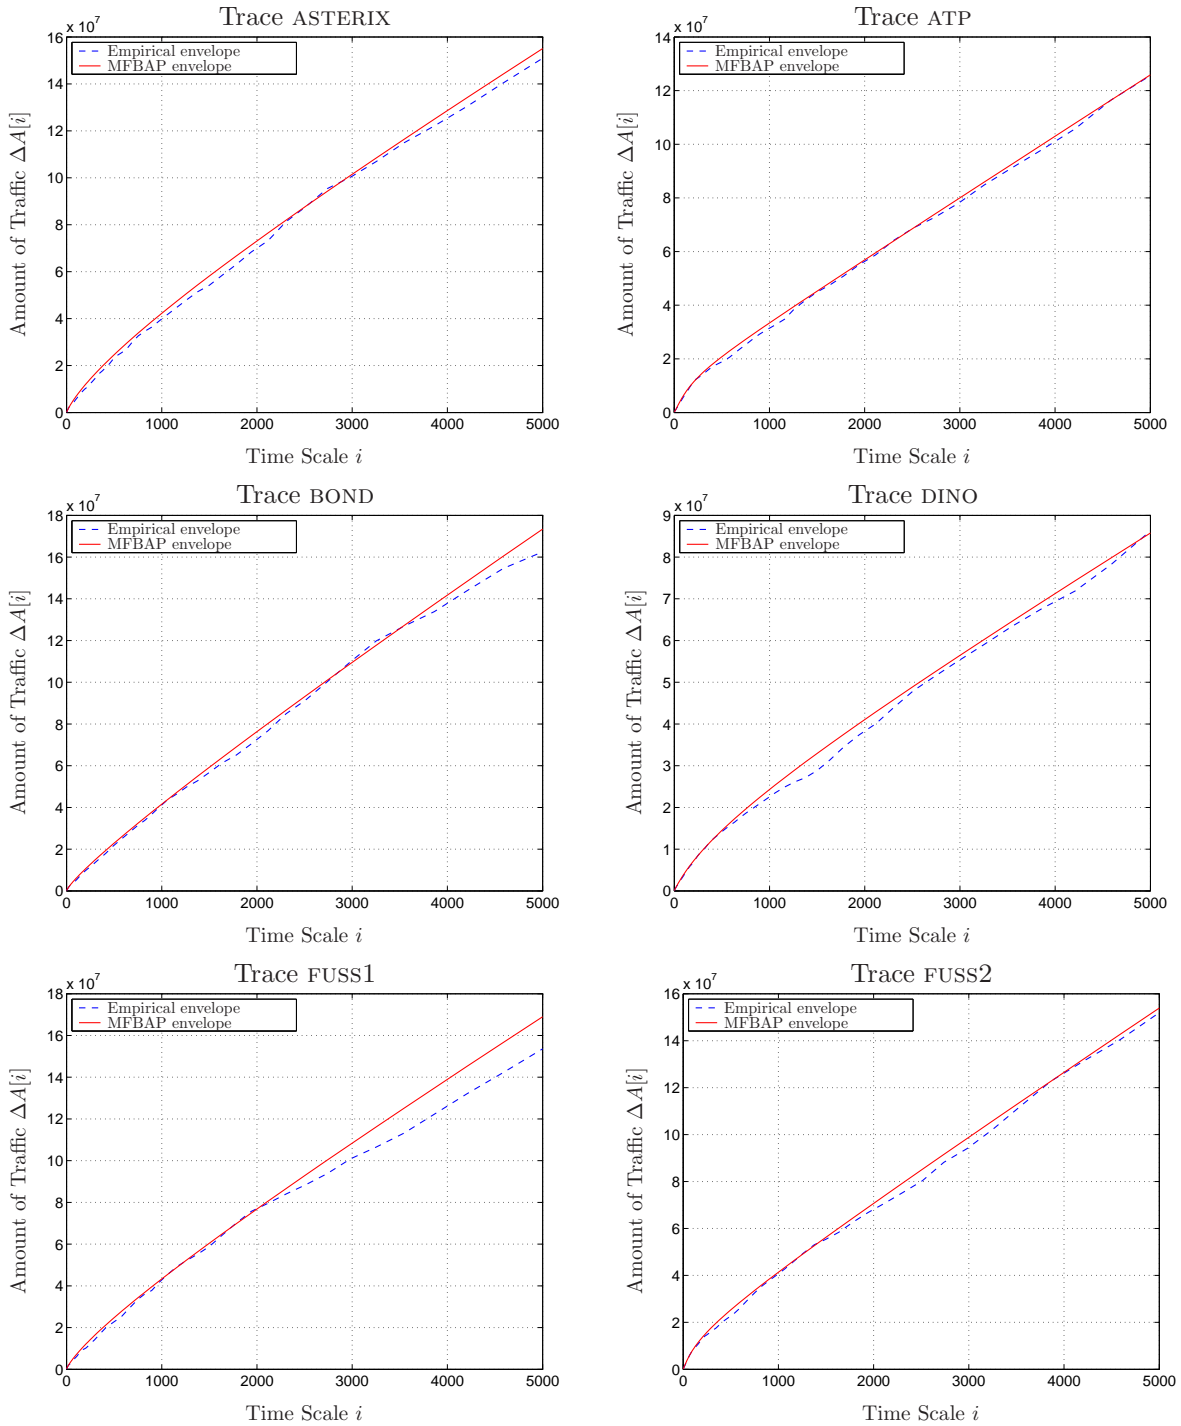 Trace ASTERIX
x 10^7
Empirical envelope
MFBAP envelope
16
14
12
10
8
6
4
2
0
0 1000 2000 3000 4000 5000
Amount of Traffic ΔA[i]
Time Scale i
Trace ATP
x 10^7
Empirical envelope
MFBAP envelope
14
12
10
8
6
4
2
0
0 1000 2000 3000 4000 5000
Amount of Traffic ΔA[i]
Time Scale i
Trace BOND
x 10^7
Empirical envelope
MFBAP envelope
18
16
14
12
10
8
6
4
2
0
0 1000 2000 3000 4000 5000
Amount of Traffic ΔA[i]
Time Scale i
Trace DINO
x 10^7
Empirical envelope
MFBAP envelope
9
8
7
6
5
4
3
2
1
0
0 1000 2000 3000 4000 5000
Amount of Traffic ΔA[i]
Time Scale i
Trace FUSS1
x 10^7
Empirical envelope
MFBAP envelope
18
16
14
12
10
8
6
4
2
0
0 1000 2000 3000 4000 5000
Amount of Traffic ΔA[i]
Time Scale i
Trace FUSS2
x 10^7
Empirical envelope
MFBAP envelope
16
14
12
10
8
6
4
2
0
0 1000 2000 3000 4000 5000
Amount of Traffic ΔA[i]
Time Scale i